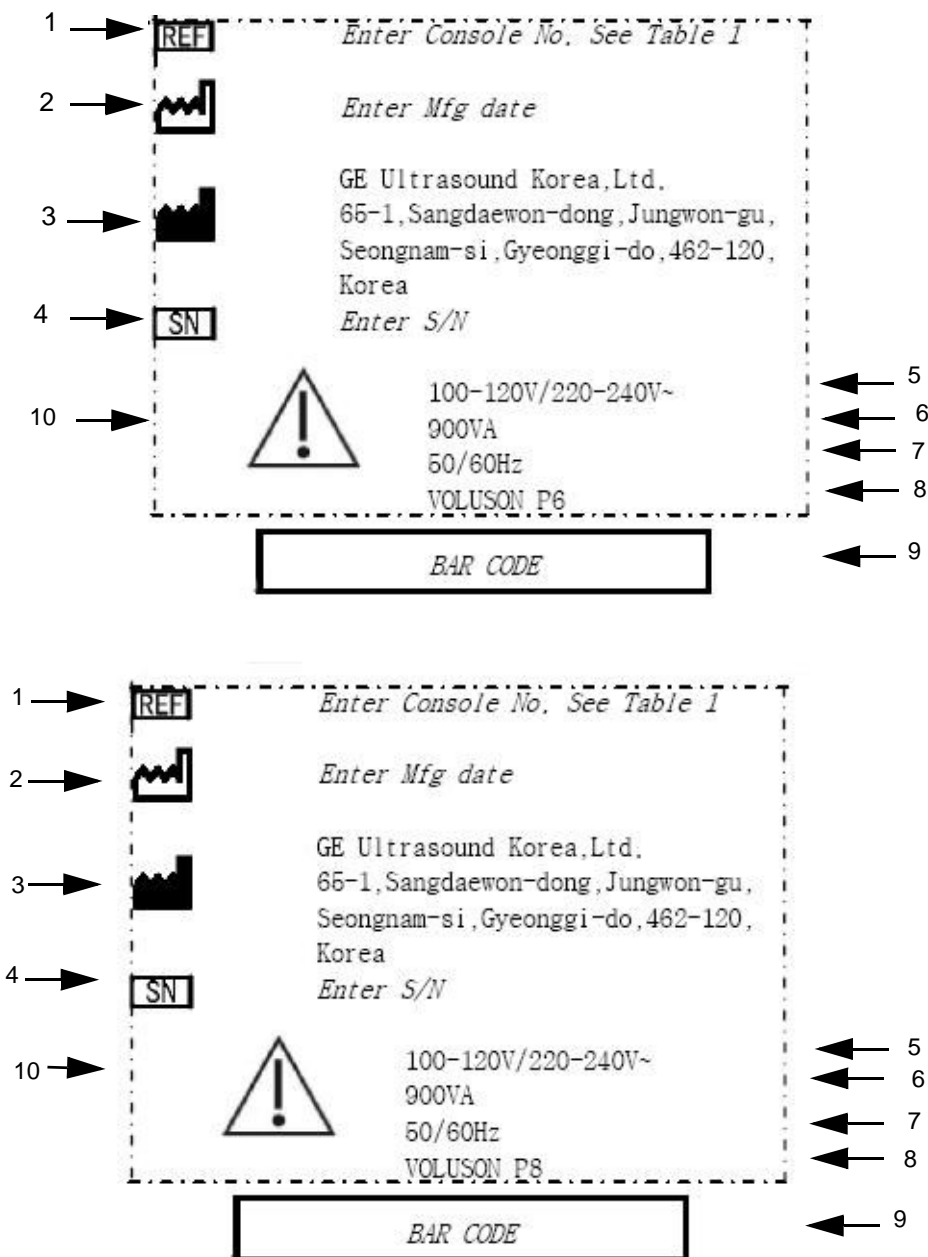 1 REF Enter Console No, See Table 1
2 Enter Mfg date
GE Ultrasound Korea,Ltd,
3 65-1,Sangdaewon-dong,Jungwon-gu,
Seongnam-si,Gyeonggi-do,462-120,
Korea
4 SN Enter S/N
100-120V/220-240V~ 5
10 900VA 6
50/60Hz 7
VOLUSON P6 8
BAR CODE 9
1 REF Enter Console No, See Table 1
2 Enter Mfg date
GE Ultrasound Korea,Ltd,
3 65-1,Sangdaewon-dong,Jungwon-gu,
Seongnam-si,Gyeonggi-do,462-120,
Korea
4 SN Enter S/N
100-120V/220-240V~ 5
10 900VA 6
50/60Hz 7
VOLUSON P8 8
BAR CODE 9